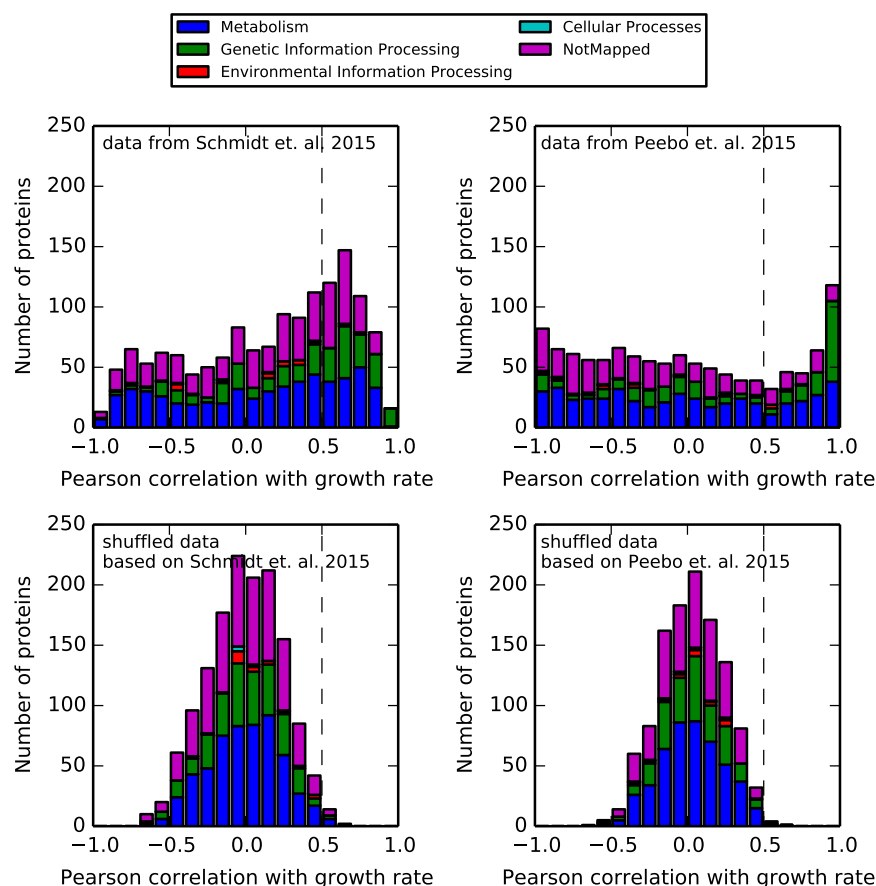 Metabolism
Cellular Processes
Genetic Information Processing
NotMapped
Environmental Information Processing
250
data from Schmidt et. al. 2015
200
150
100
50
0
Number of proteins
−1.0 −0.5 0.0 0.5 1.0
Pearson correlation with growth rate
250
data from Peebo et. al. 2015
200
150
100
50
0
Number of proteins
−1.0 −0.5 0.0 0.5 1.0
Pearson correlation with growth rate
250
shuffled data
based on Schmidt et. al. 2015
200
150
100
50
0
Number of proteins
−1.0 −0.5 0.0 0.5 1.0
Pearson correlation with growth rate
250
shuffled data
based on Peebo et. al. 2015
200
150
100
50
0
Number of proteins
−1.0 −0.5 0.0 0.5 1.0
Pearson correlation with growth rate